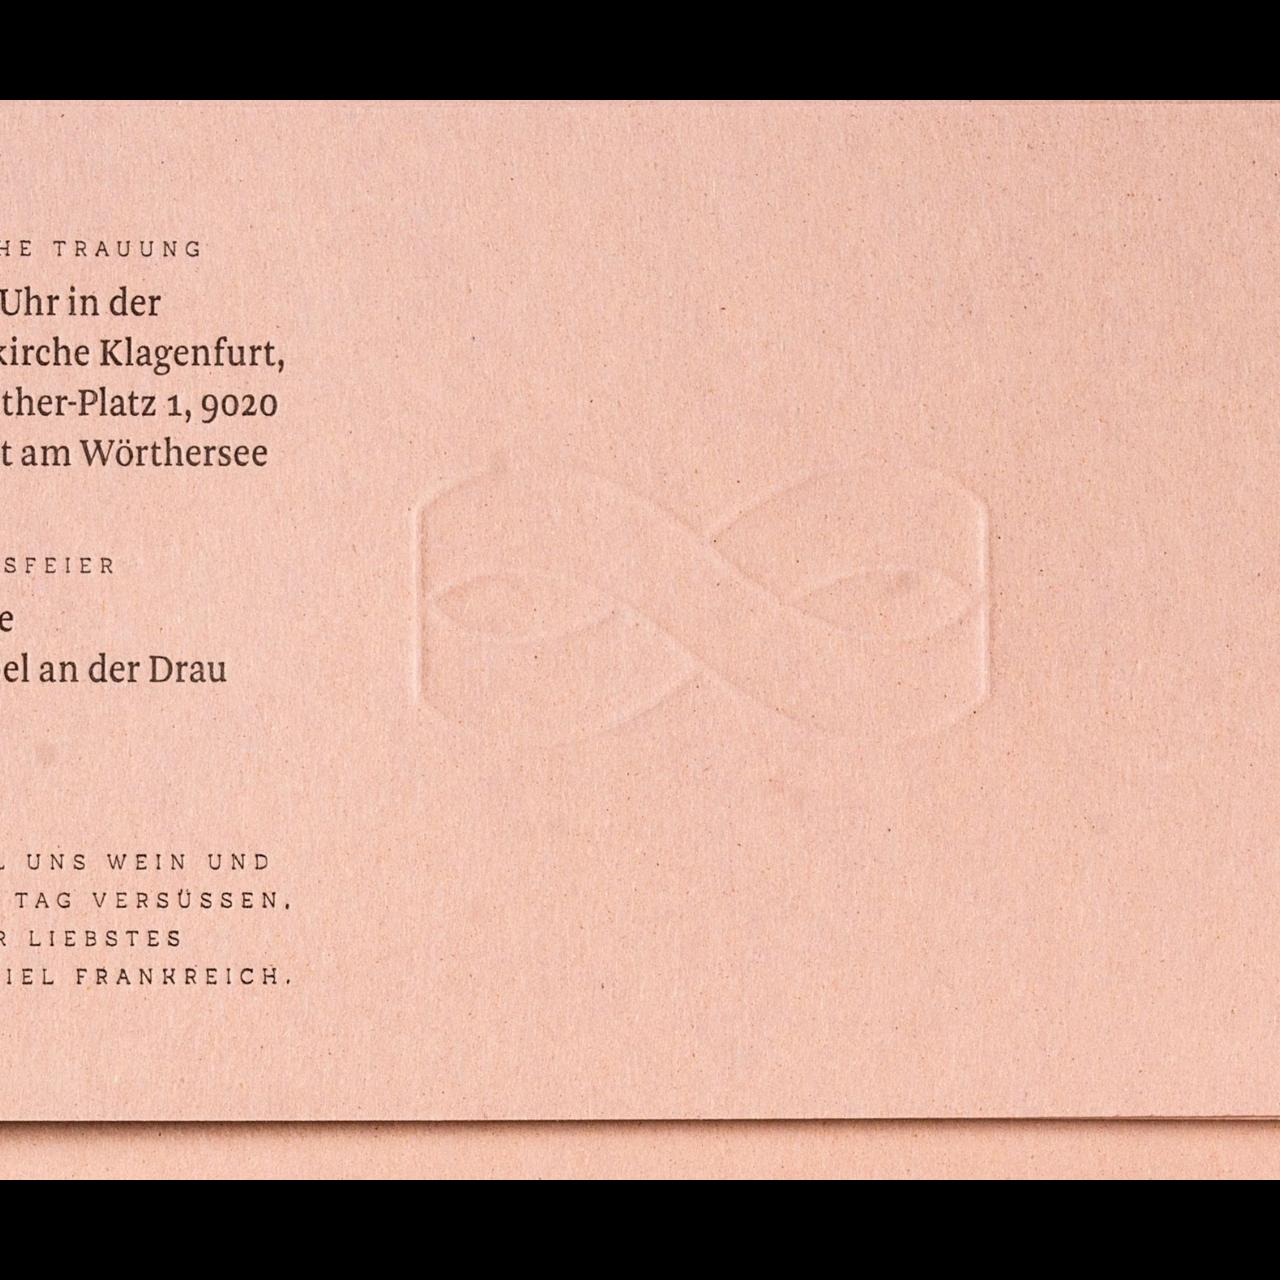 HE TRAUUNG
Uhr in der
kirche Klagenfurt,
ther-Platz 1, 9020
t am Wörthersee
SFEIER
e
el an der Drau
L UNS WEIN UND
TAG VERSÜSSEN,
R LIEBSTES
IEL FRANKREICH.